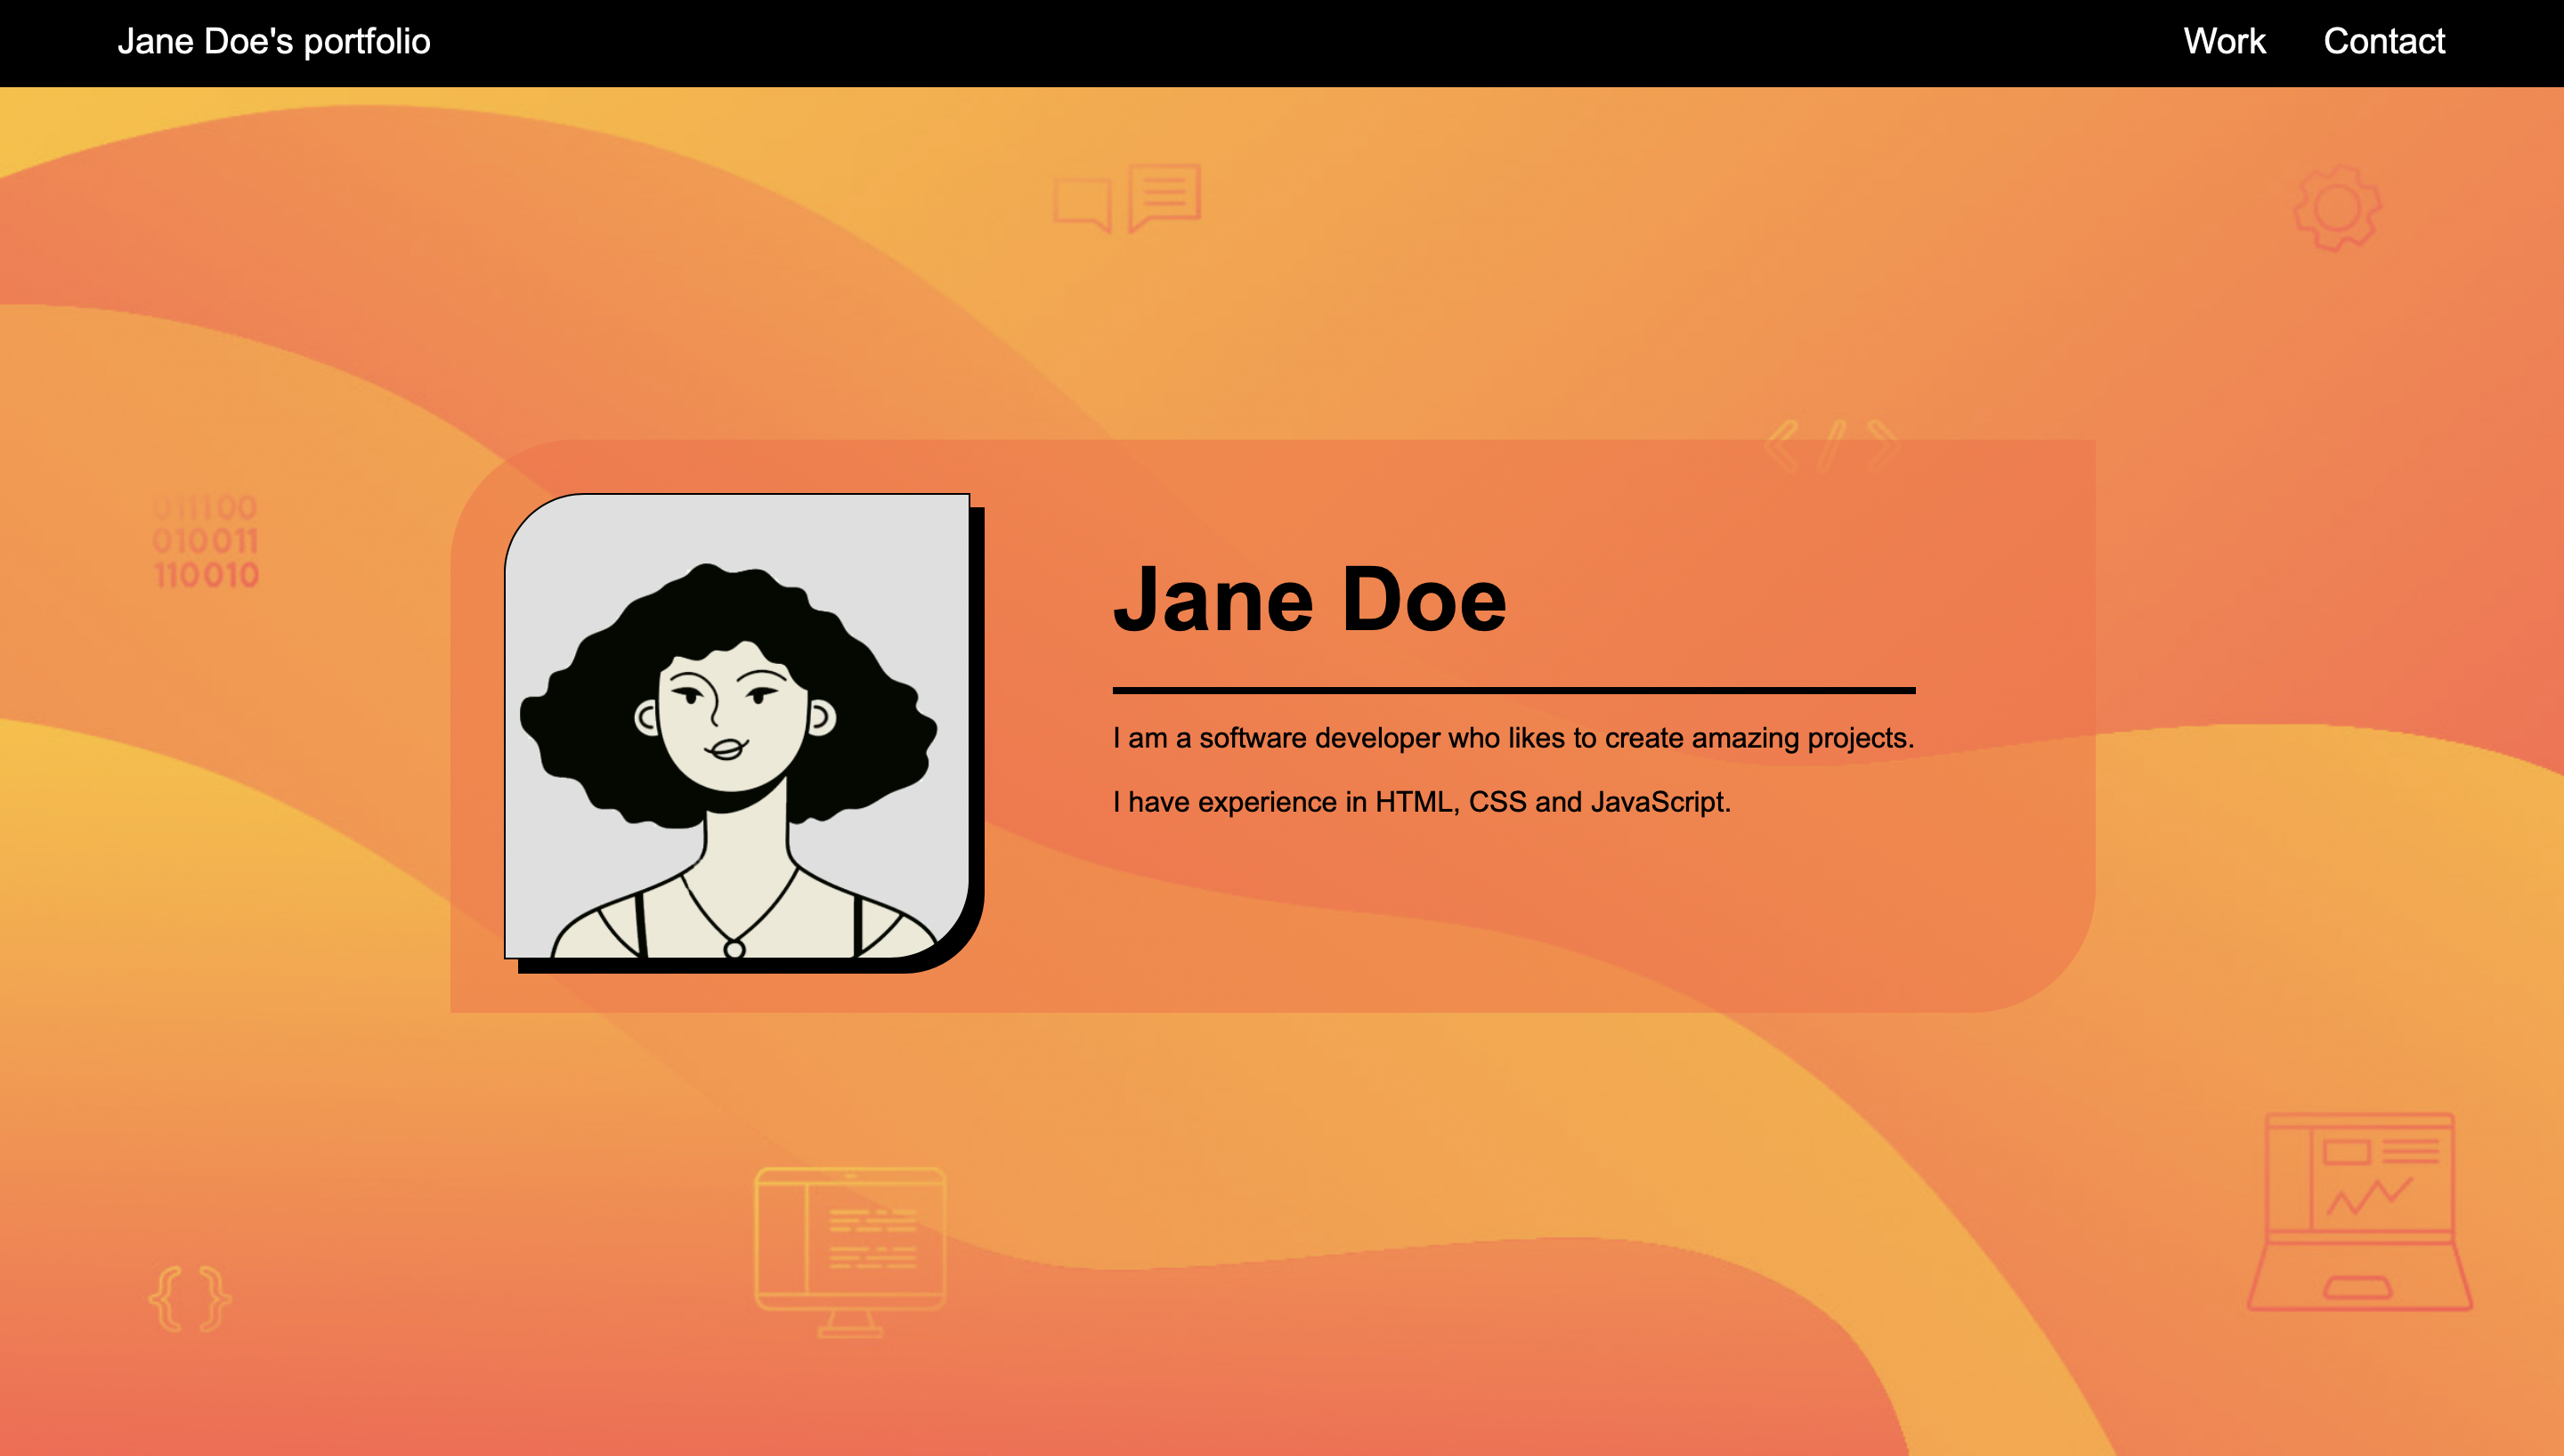 Jane Doe's portfolio
Work Contact
</>
011100
010011
110010
Jane Doe
I am a software developer who likes to create amazing projects.
I have experience in HTML, CSS and JavaScript.
{ }